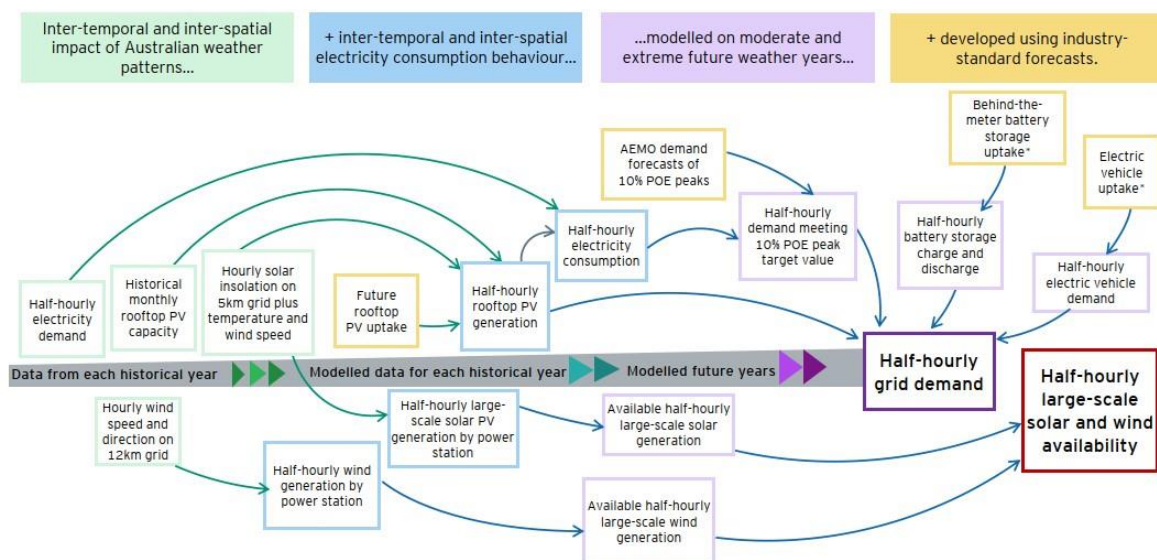 Inter-temporal and inter-spatial
impact of Australian weather
patterns...
+ inter-temporal and inter-spatial
electricity consumption behaviour...
...modelled on moderate and
extreme future weather years...
+ developed using industry-
standard forecasts.
Behind-the-
meter battery
storage
uptake*
AEMO demand
forecasts of
10% POE peaks
Electric
vehicle
uptake*
Half-hourly
electricity
consumption
Half-hourly
demand meeting
10% POE peak
target value
Half-hourly
battery storage
charge and
discharge
Half-hourly
electric vehicle
demand
Half-hourly
electricity
demand
Historical
monthly
rooftop PV
capacity
Hourly solar
insolation on
5km grid plus
temperature and
wind speed
Future
rooftop
PV uptake
Half-hourly
rooftop PV
generation
Data from each historical year
Modelled data for each historical year
Modelled future years
Half-hourly
grid demand
Half-hourly
large-scale
solar and wind
availability
Hourly wind
speed and
direction on
12km grid
Half-hourly large-
scale solar PV
generation by power
station
Available half-hourly
large-scale solar
generation
Half-hourly wind
generation by
power station
Available half-hourly
large-scale wind
generation